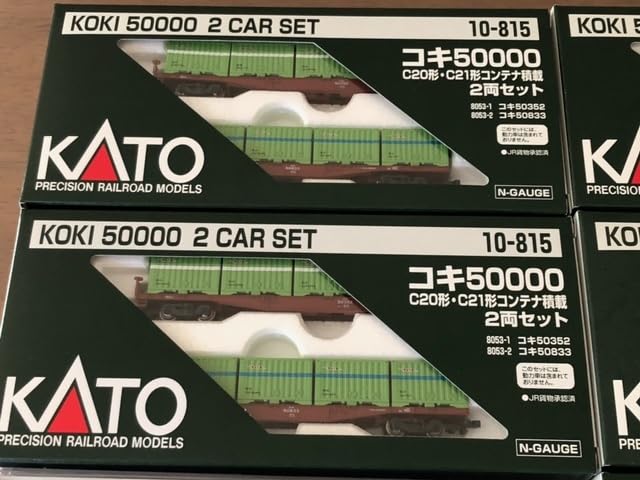 KOKI 50000 2 CAR SET 10-815
コキ50000
C20形・C21形コンテナ積載
2両セット
8053-1 コキ50352
8053-2 コキ50833
このセットには、
動力車は含まれて
おりません。
●JR貨物承認済
KATO
PRECISION RAILROAD MODELS
N-GAUGE
KOKI 5
KA
PRECISION
KOKI 50000 2 CAR SET 10-815
コキ50000
C20形・C21形コンテナ積載
2両セット
8053-1 コキ50352
8053-2 コキ50833
このセットには、
動力車は含まれて
おりません。
●JR貨物承認済
KATO
PRECISION RAILROAD MODELS
N-GAUGE
KO